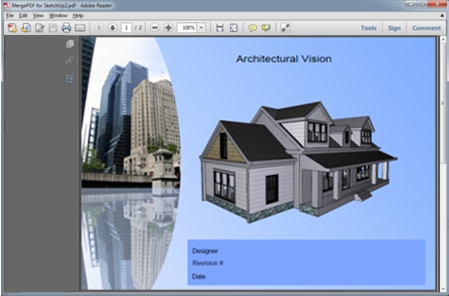 MergePDF for SketchUp2.pdf - Adobe Reader
File Edit View Window Help
1 / 2 100% Tools Sign Comment
Architectural Vision
Designer
Revision #
Date